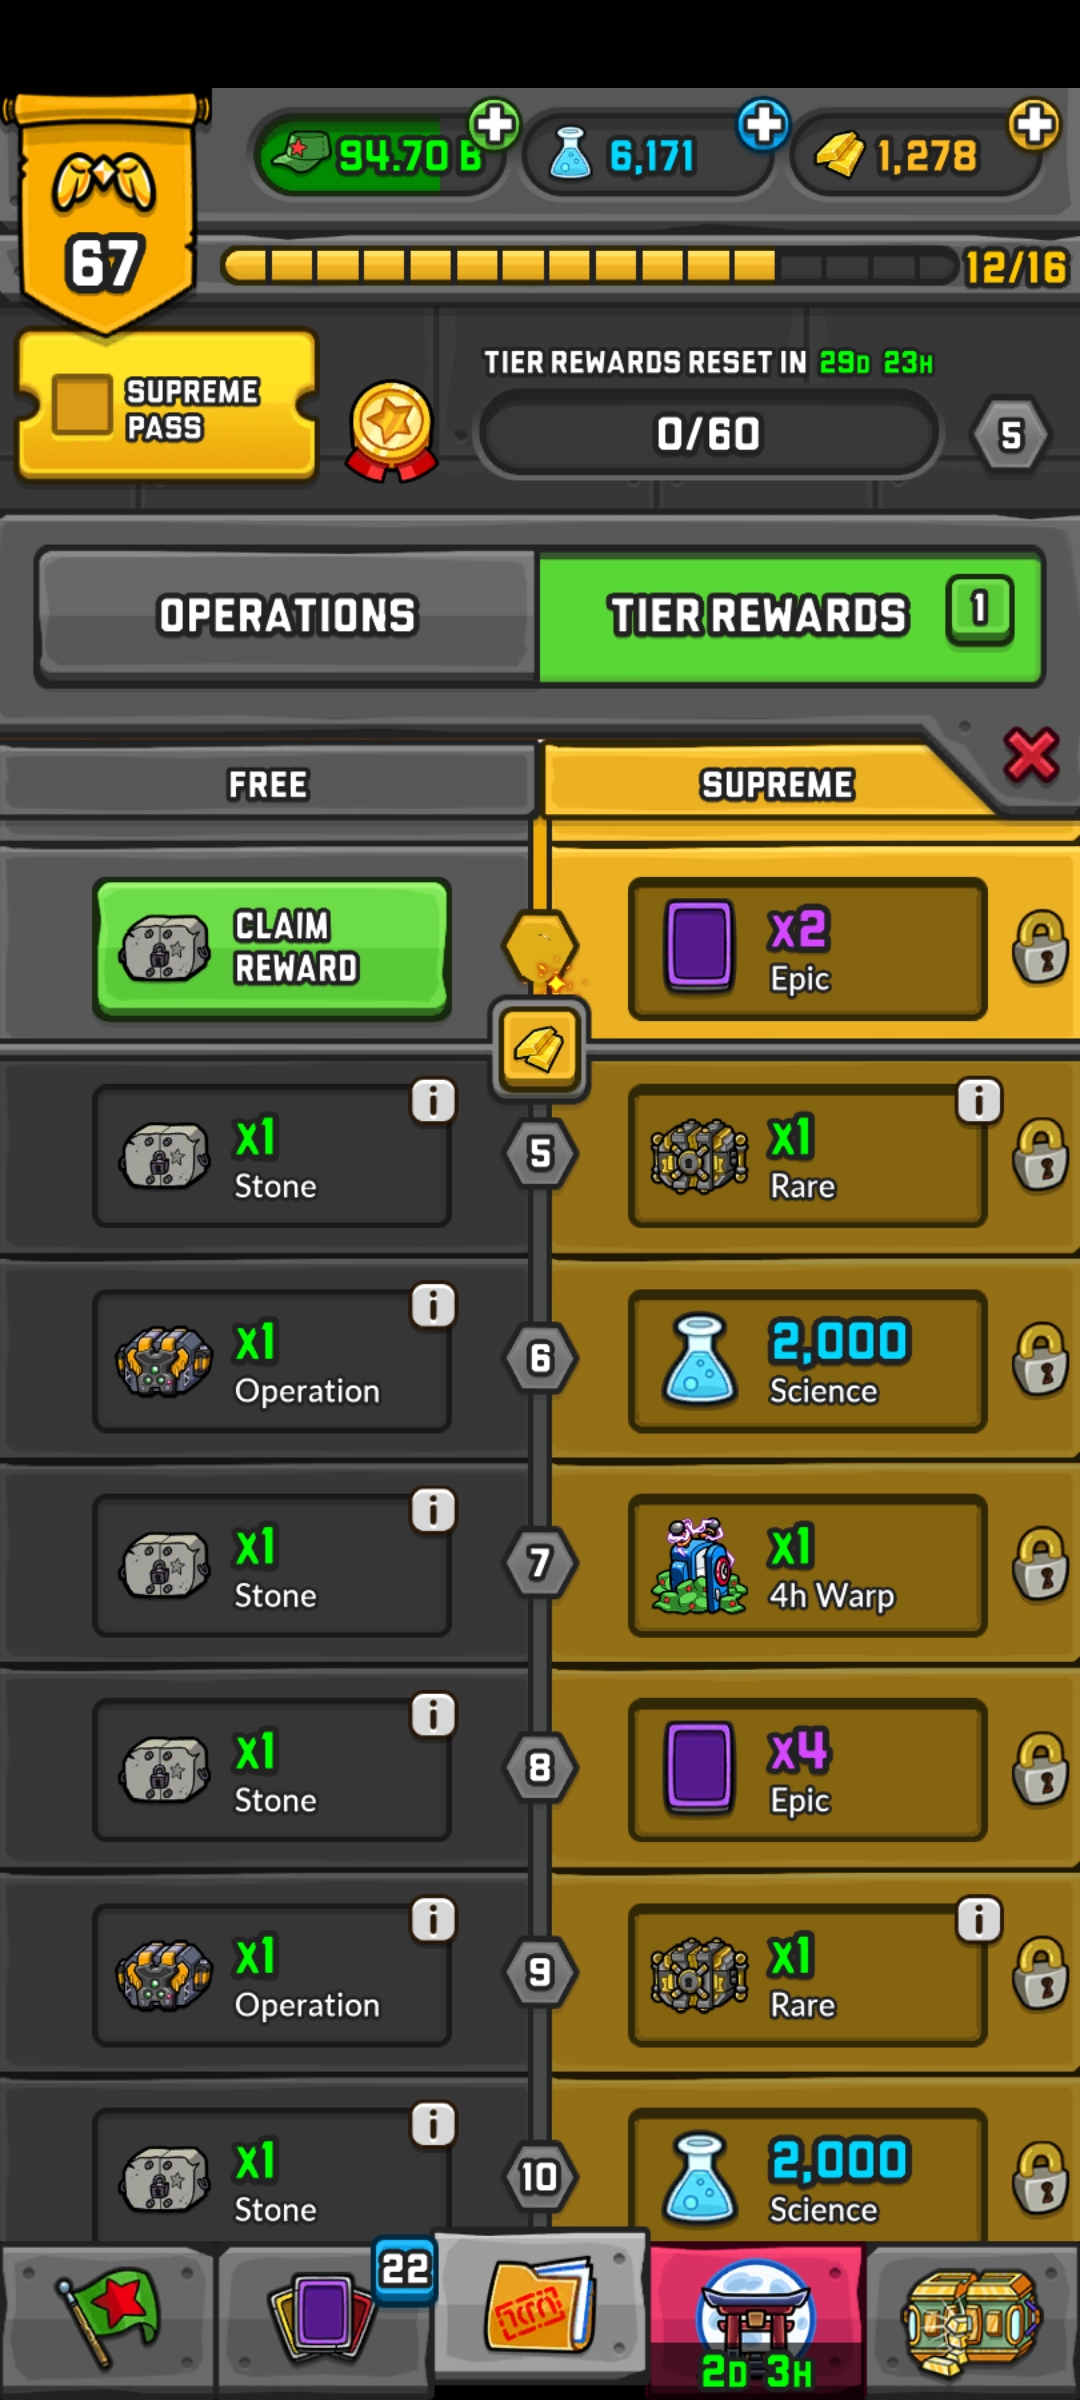 67
94.70 B
6,171
1,278
12/16
SUPREME
PASS
TIER REWARDS RESET IN 29D 23H
0/60
5
OPERATIONS
TIER REWARDS
1
FREE
SUPREME
CLAIM
REWARD
x2
Epic
x1
Stone
i
5
x1
Rare
i
x1
Operation
i
6
2,000
Science
x1
Stone
i
7
x1
4h Warp
x1
Stone
i
8
x4
Epic
x1
Operation
i
9
x1
Rare
i
x1
Stone
i
10
2,000
Science
22
2D 3H